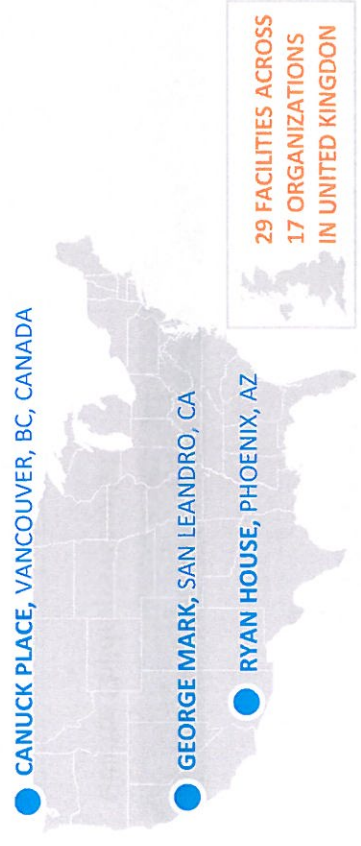 CANUCK PLACE, VANCOUVER, BC, CANADA
GEORGE MARK, SAN LEANDRO, CA
RYAN HOUSE, PHOENIX, AZ
29 FACILITIES ACROSS
17 ORGANIZATIONS
IN UNITED KINGDON